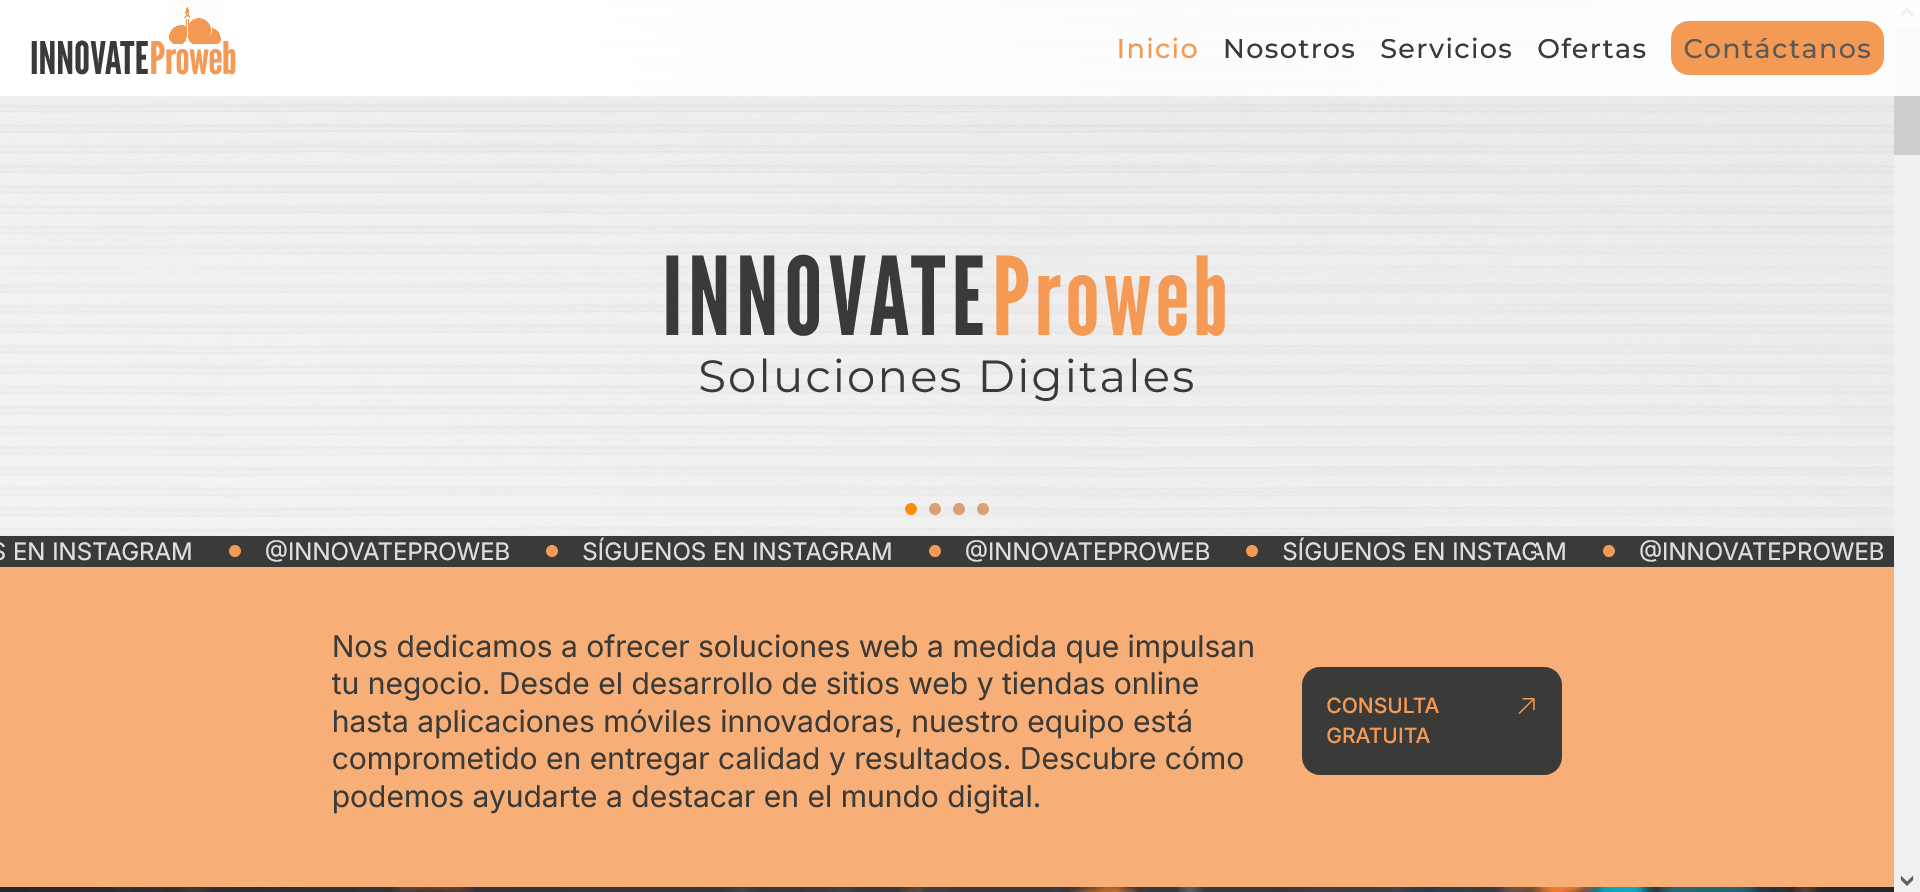 INNOVATEProweb
Inicio Nosotros Servicios Ofertas Contáctanos
INNOVATEProweb
Soluciones Digitales
S EN INSTAGRAM • @INNOVATEPROWEB • SÍGUENOS EN INSTAGRAM • @INNOVATEPROWEB • SÍGUENOS EN INSTAGAM • @INNOVATEPROWEB
Nos dedicamos a ofrecer soluciones web a medida que impulsan
tu negocio. Desde el desarrollo de sitios web y tiendas online
hasta aplicaciones móviles innovadoras, nuestro equipo está
comprometido en entregar calidad y resultados. Descubre cómo
podemos ayudarte a destacar en el mundo digital.
CONSULTA
GRATUITA